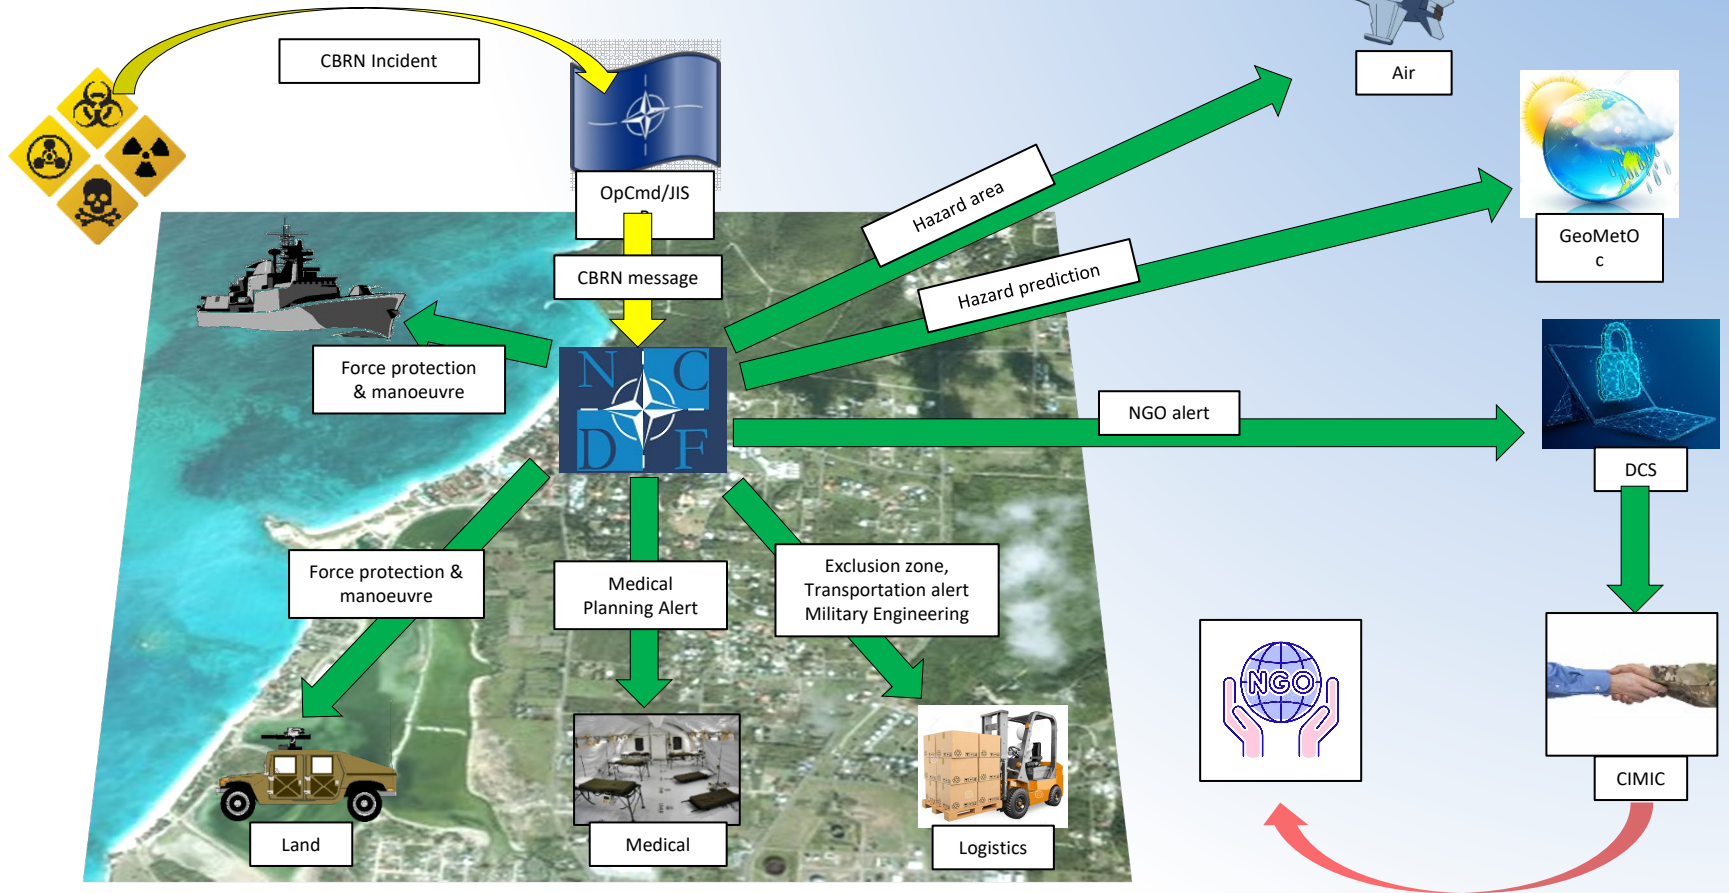 CBRN Incident
Air
OpCmd/JIS
GeoMetO
c
Hazard area
Hazard prediction
CBRN message
N C
D F
Force protection
& manoeuvre
NGO alert
DCS
Force protection &
manoeuvre
Medical
Planning Alert
Exclusion zone,
Transportation alert
Military Engineering
NGO
CIMIC
Land
Medical
Logistics